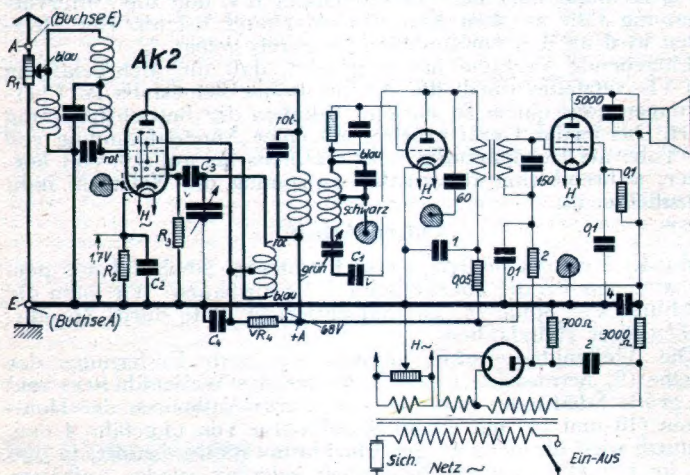 (Buchse E)
A
R1
blau
AK2
rot
C3
H
1,7V
R2
C2
R3
E
(Buchse A)
C4
R4
rot
blau
68V
+A
grün
rot
blau
schwarz
C1
H
60
1
0,05
5000
150
0,1
2
0,1
H
0,1
4
700Ω
3000Ω
2
H~
Sich.
Netz ~
Ein-Aus